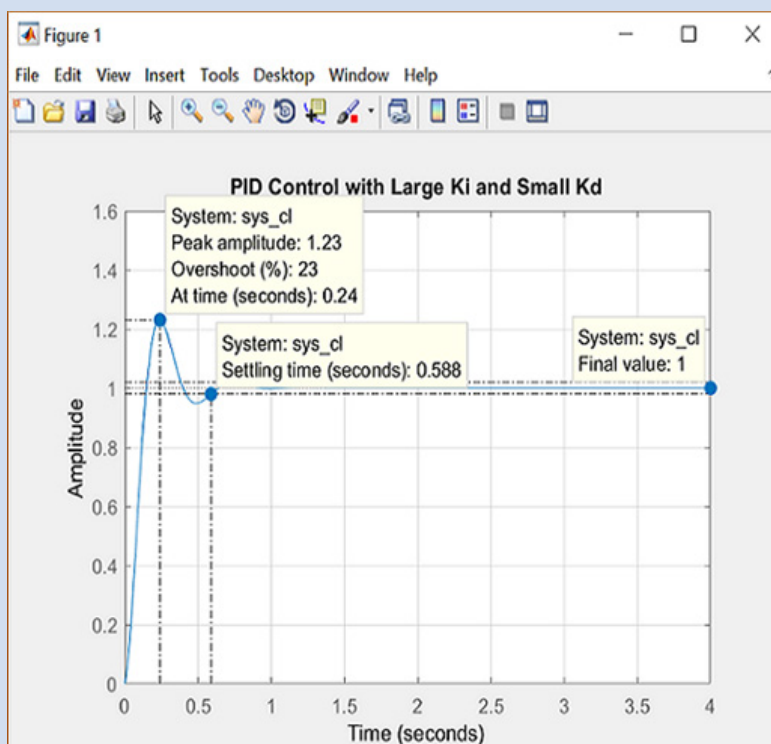 Figure 1
File Edit View Insert Tools Desktop Window Help
PID Control with Large Ki and Small Kd
System: sys_cl
Peak amplitude: 1.23
Overshoot (%): 23
At time (seconds): 0.24
System: sys_cl
Settling time (seconds): 0.588
System: sys_cl
Final value: 1
Amplitude
1.6
1.4
1.2
1
0.8
0.6
0.4
0.2
0
0 0.5 1 1.5 2 2.5 3 3.5 4
Time (seconds)